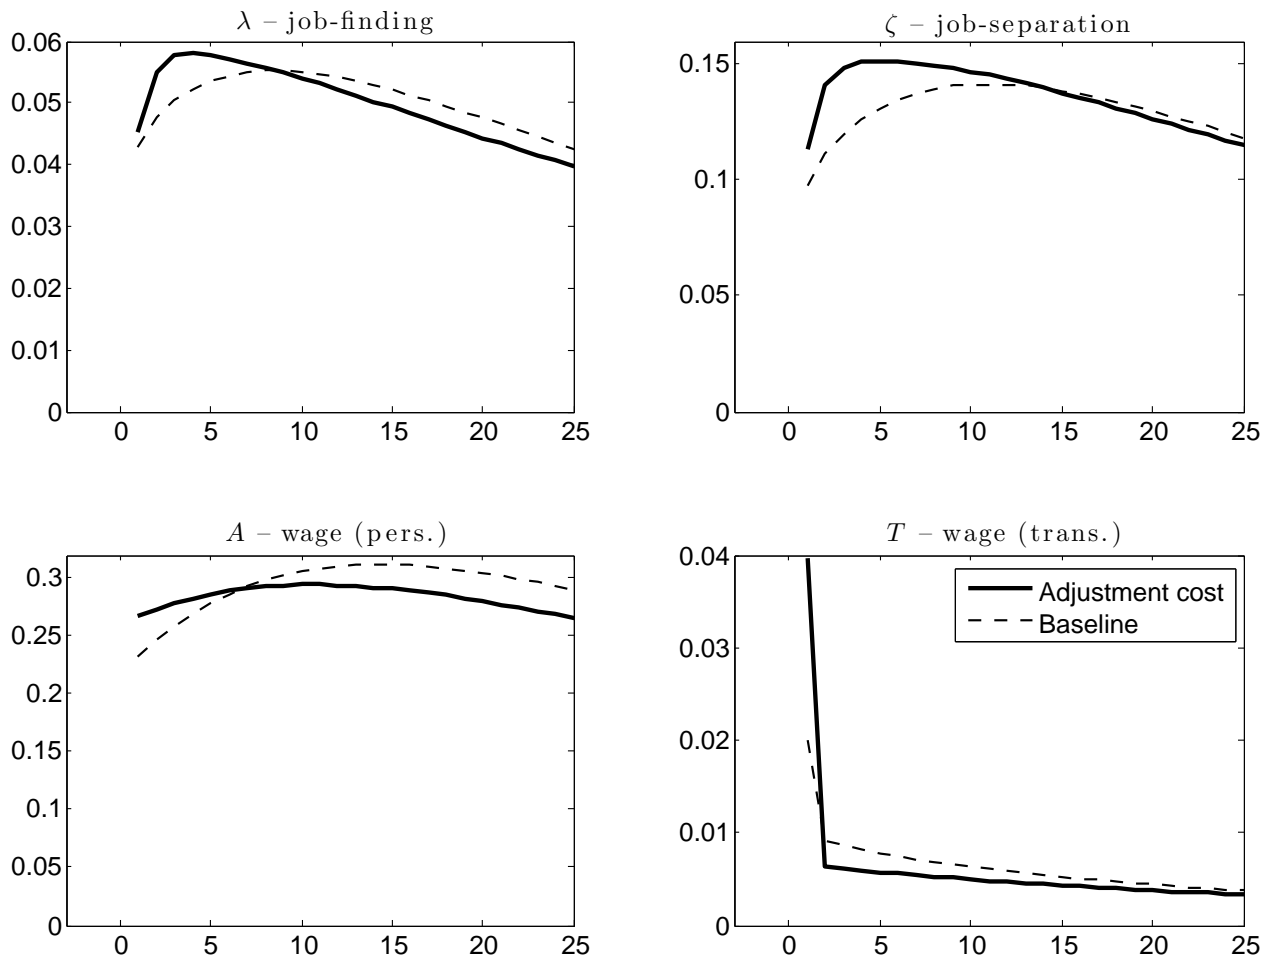 λ – job-finding
0.06
0.05
0.04
0.03
0.02
0.01
0
0 5 10 15 20 25
ζ – job-separation
0.15
0.1
0.05
0
0 5 10 15 20 25
A – wage (pers.)
0.3
0.25
0.2
0.15
0.1
0.05
0
0 5 10 15 20 25
T – wage (trans.)
0.04
0.03
0.02
0.01
0
0 5 10 15 20 25
Adjustment cost
Baseline